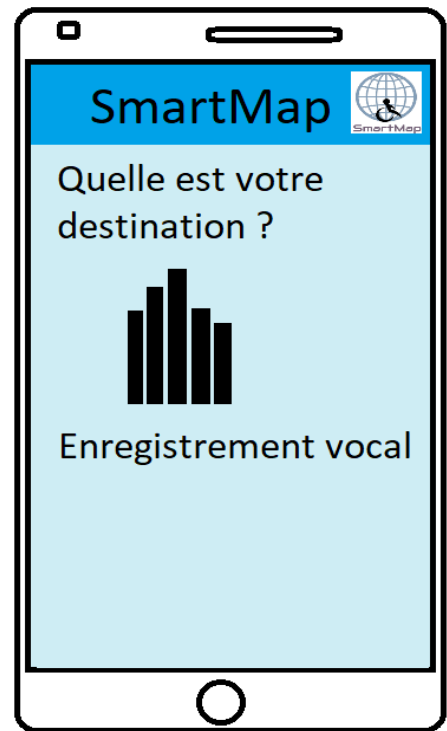 SmartMap
SmartMap
Quelle est votre
destination ?
Enregistrement vocal